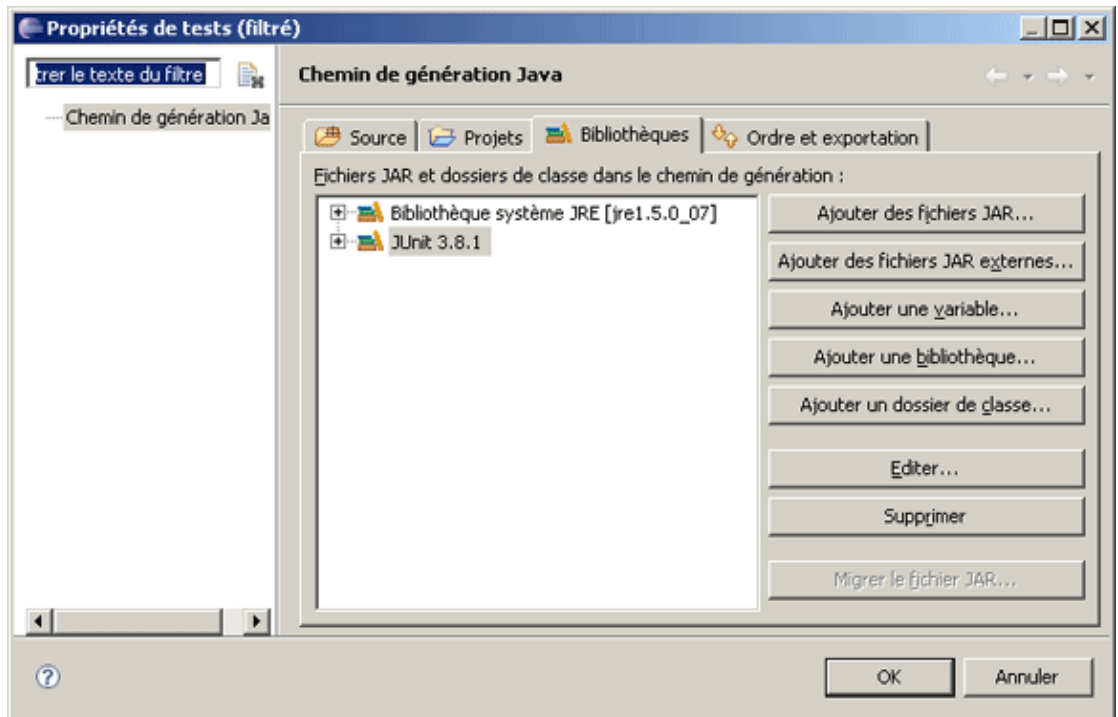 Propriétés de tests (filtré)
trer le texte du filtre
Chemin de génération Java
Chemin de génération Ja
Source
Projets
Bibliothèques
Ordre et exportation
Fichiers JAR et dossiers de classe dans le chemin de génération :
Bibliothèque système JRE [jre1.5.0_07]
JUnit 3.8.1
Ajouter des fichiers JAR...
Ajouter des fichiers JAR externes...
Ajouter une variable...
Ajouter une bibliothèque...
Ajouter un dossier de classe...
Editer...
Supprimer
Migrer le fichier JAR...
OK
Annuler